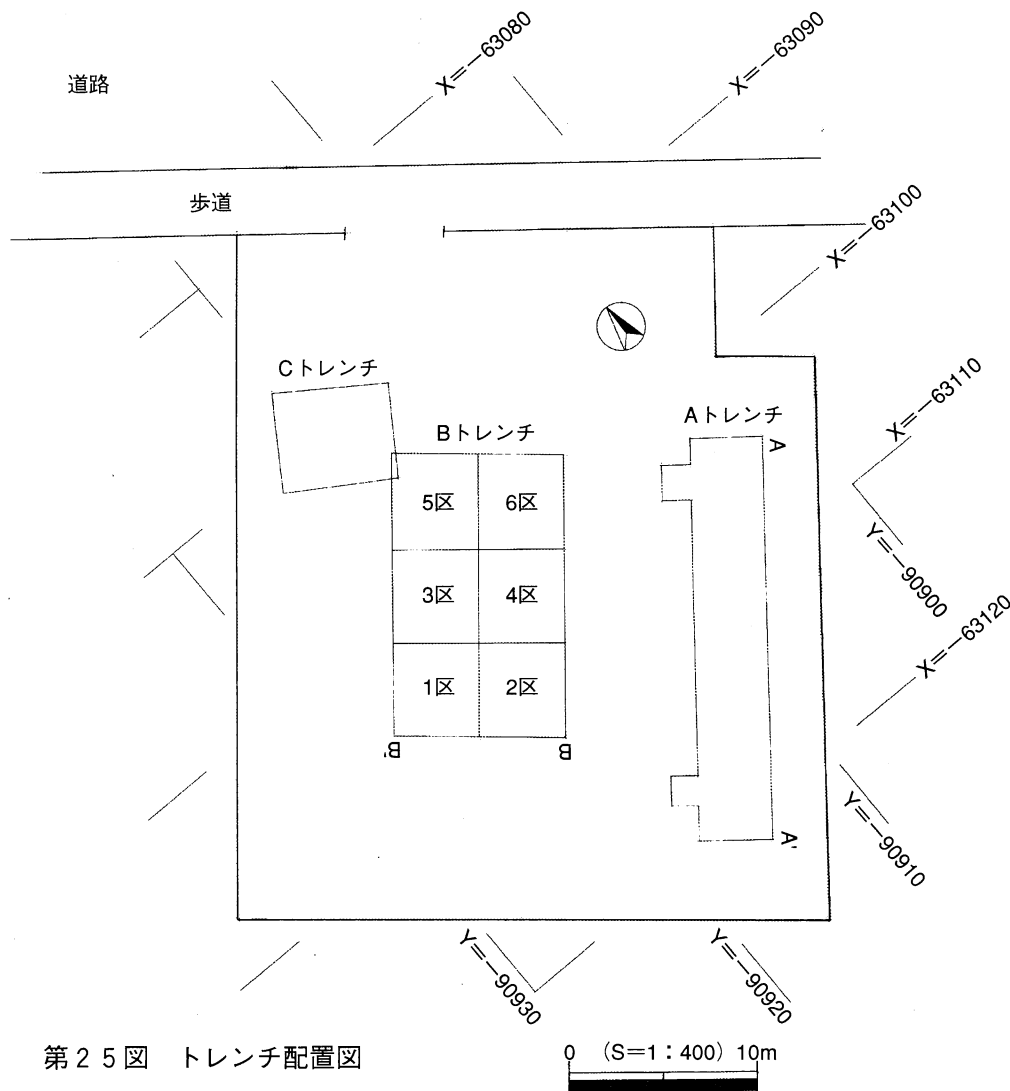 道路
X=−63080
X=−63090
歩道
X=−63100
Cトレンチ
Bトレンチ
Aトレンチ
X=−63110
A
5区
6区
Y=−90900
3区
4区
X=−63120
1区
2区
B'
B
Y=−90910
A'
Y=−90930
Y=−90920
第25図 トレンチ配置図
0 (S=1:400) 10m